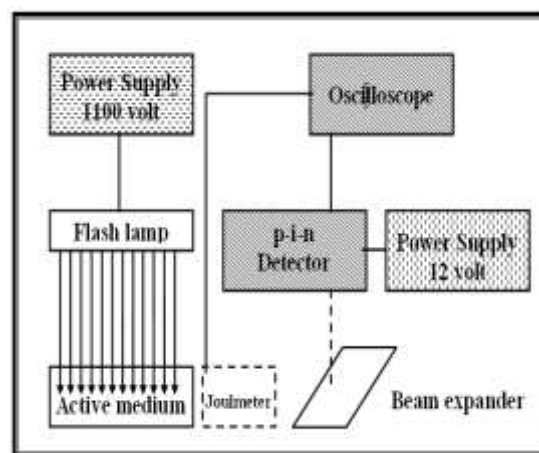 Power Supply
1100 volt
Oscilloscope
Flash lamp
p-i-n
Detector
Power Supply
12 volt
Active medium
Joulmeter
Beam expander